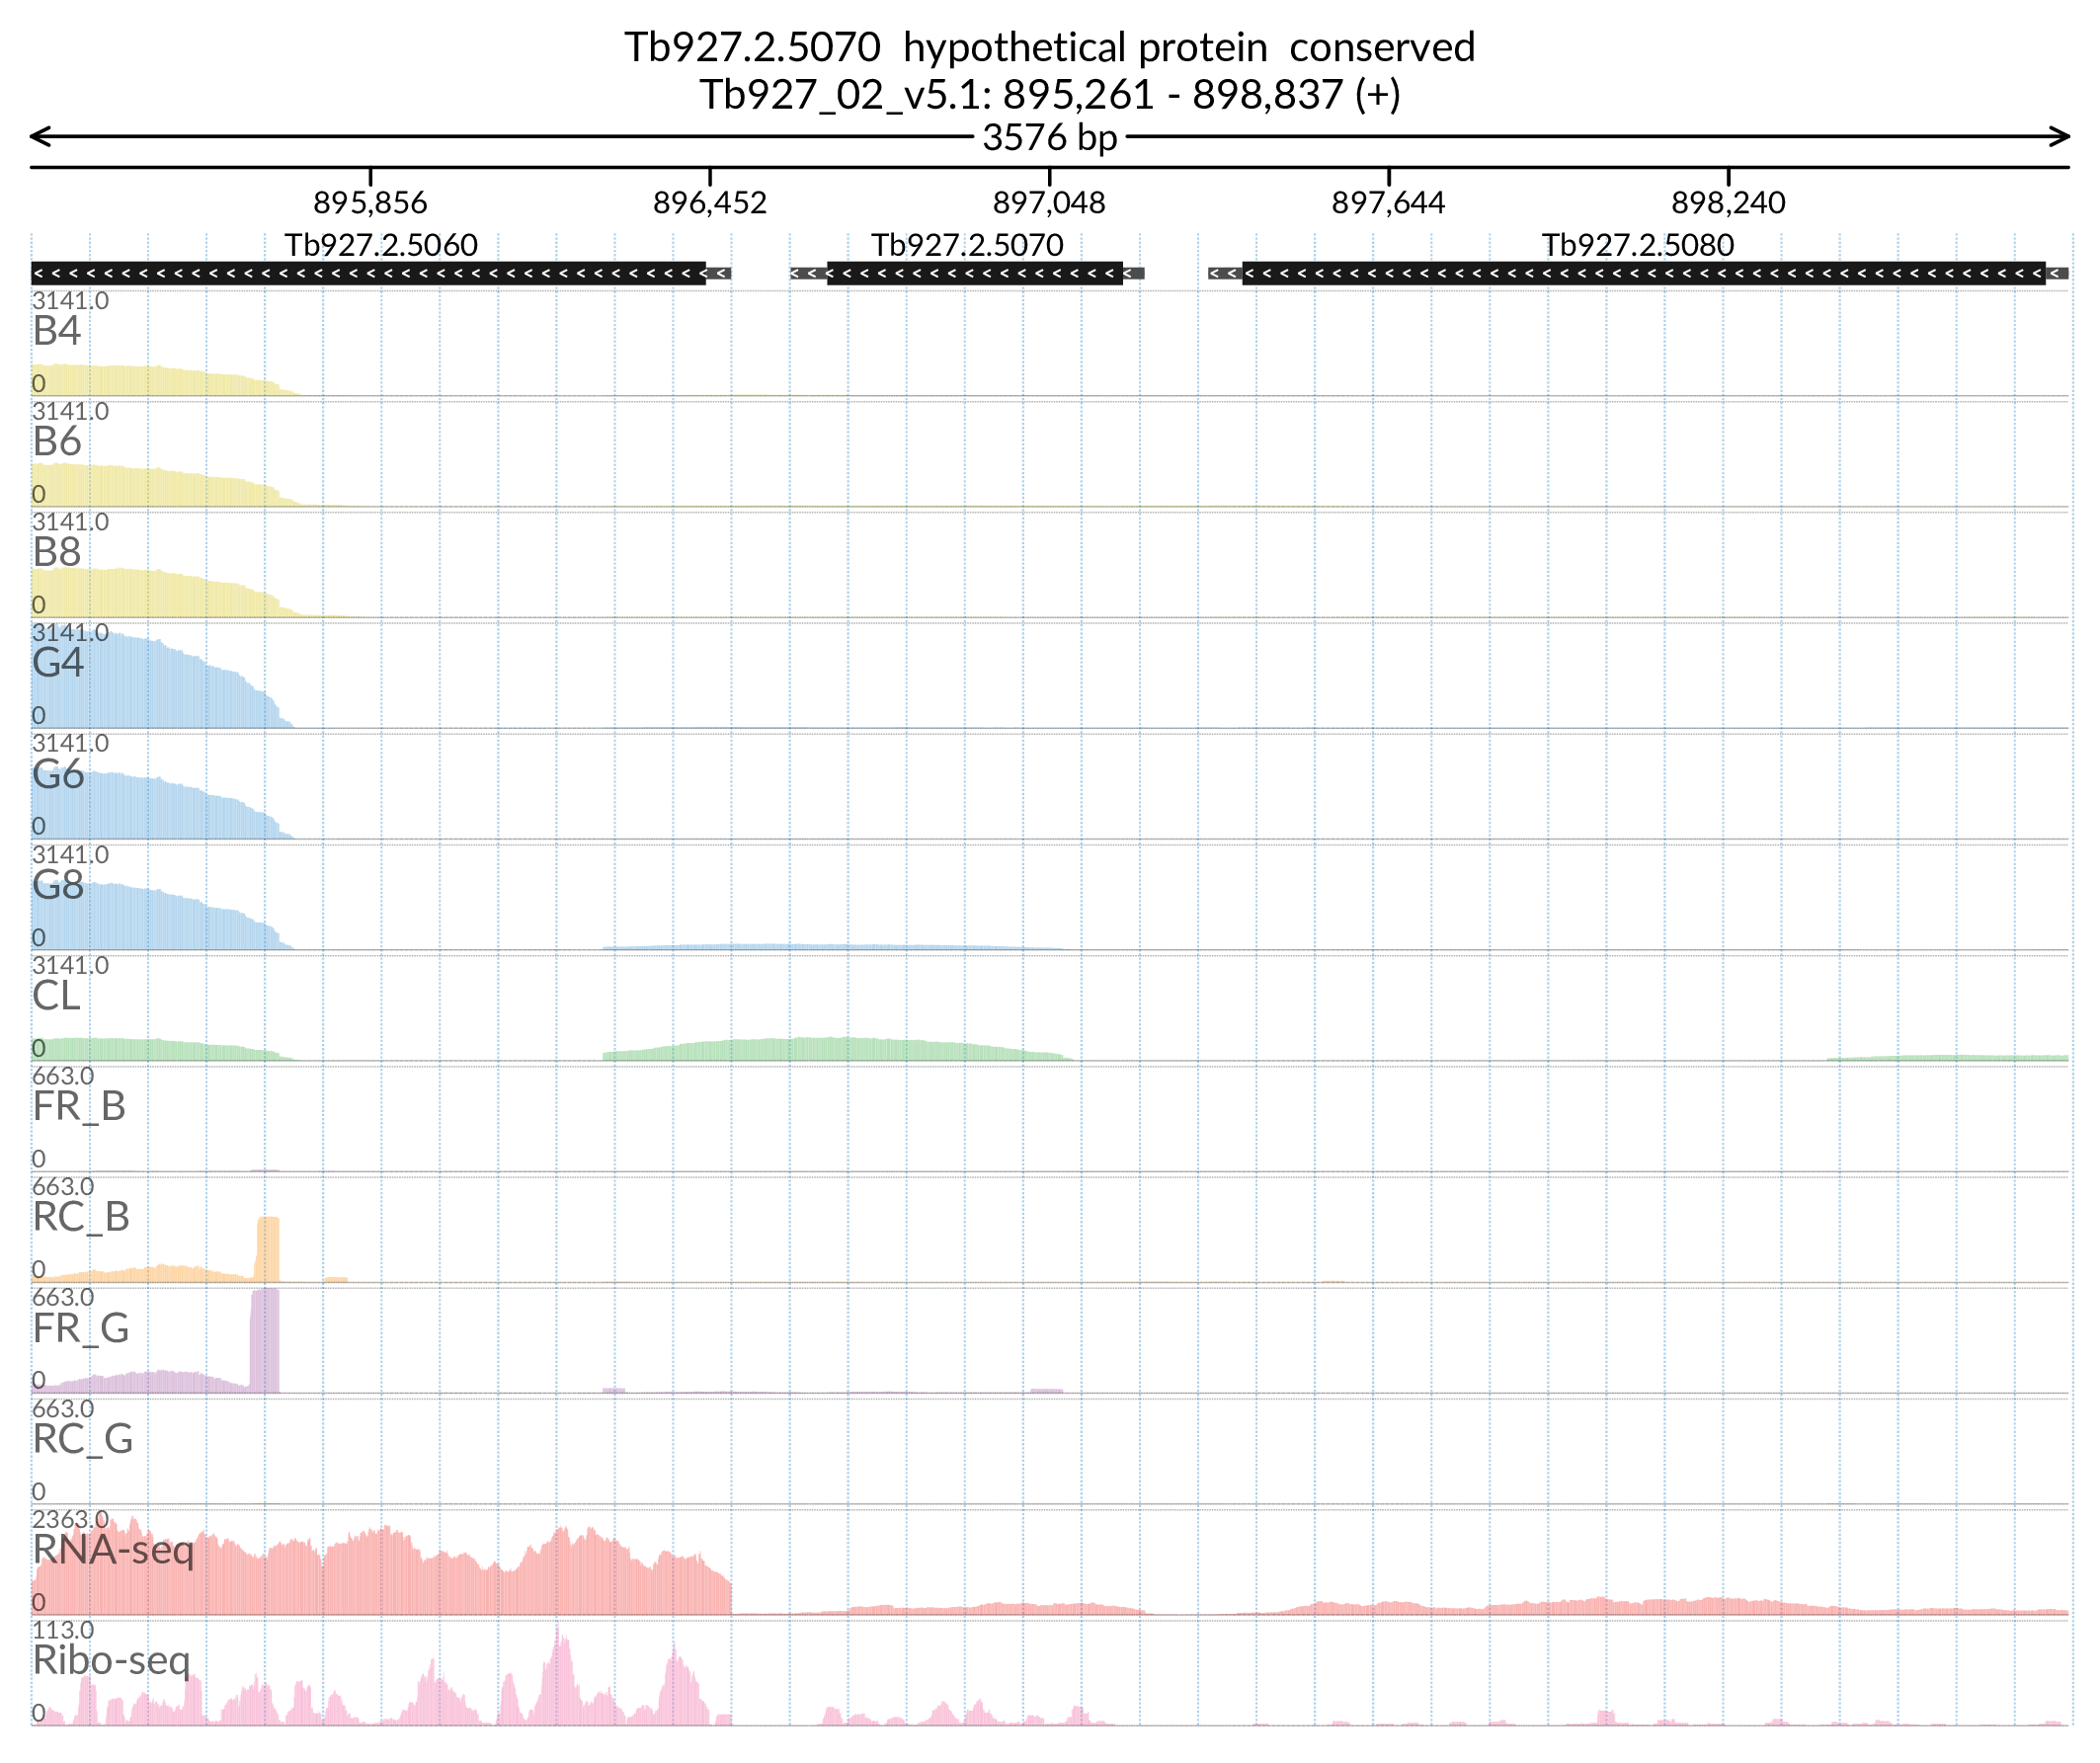 Tb927.2.5070  hypothetical protein  conserved
Tb927_02_v5.1: 895,261 - 898,837 (+)
3576 bp
895,856 896,452 897,048 897,644 898,240
Tb927.2.5060 Tb927.2.5070 Tb927.2.5080
3141.0
B4
0
3141.0
B6
0
3141.0
B8
0
3141.0
G4
0
3141.0
G6
0
3141.0
G8
0
3141.0
CL
0
663.0
FR_B
0
663.0
RC_B
0
663.0
FR_G
0
663.0
RC_G
0
2363.0
RNA-seq
0
113.0
Ribo-seq
0